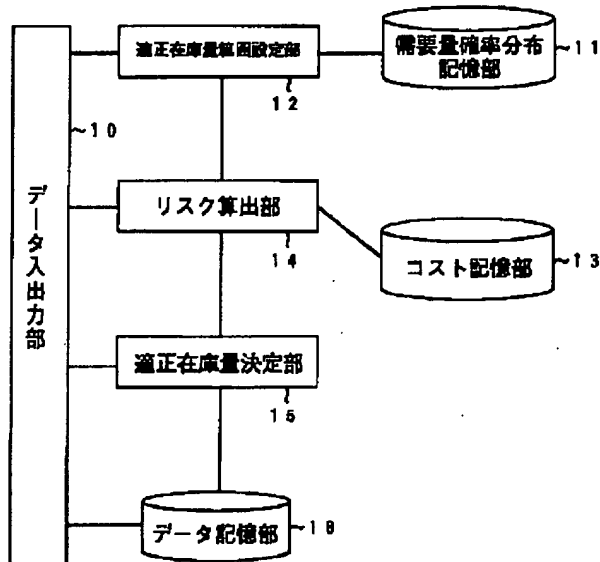 適正在庫量範囲設定部
12
需要量確率分布
記憶部
11
10
データ入出力部
リスク算出部
14
コスト記憶部
13
適正在庫量決定部
15
データ記憶部
18